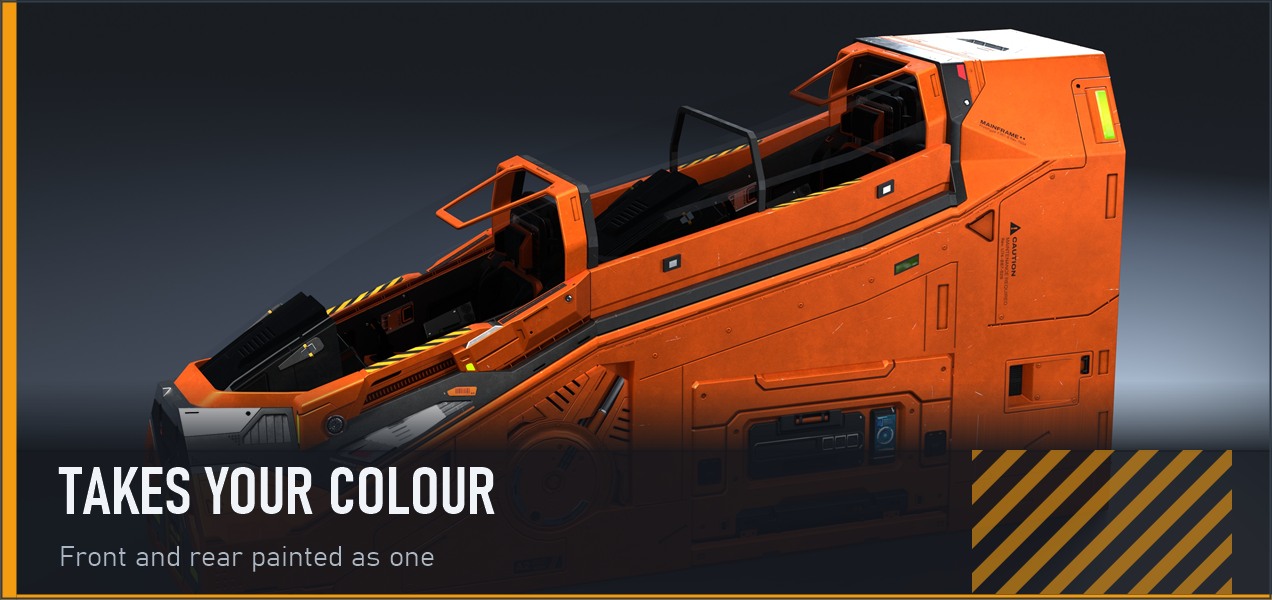 MAINFRAME
CAUTION
TAKES YOUR COLOUR
Front and rear painted as one